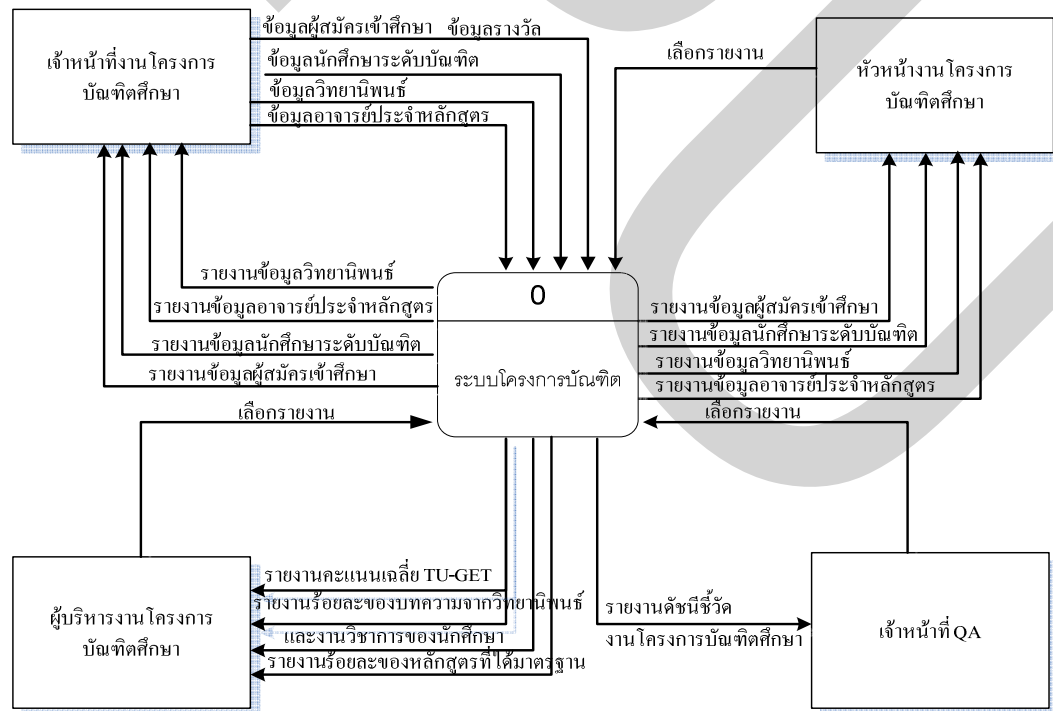 ข้อมูลผู้สมัครเข้าศึกษา ข้อมูลรางวัล
ข้อมูลนักศึกษาระดับบัณฑิต
ข้อมูลวิทยานิพนธ์
ข้อมูลอาจารย์ประจำหลักสูตร
เจ้าหน้าที่งานโครงการ
บัณฑิตศึกษา
เลือกรายงาน
หัวหน้างานโครงการ
บัณฑิตศึกษา
รายงานข้อมูลวิทยานิพนธ์
รายงานข้อมูลอาจารย์ประจำหลักสูตร
รายงานข้อมูลนักศึกษาระดับบัณฑิต
รายงานข้อมูลผู้สมัครเข้าศึกษา
0
ระบบโครงการบัณฑิต
รายงานข้อมูลผู้สมัครเข้าศึกษา
รายงานข้อมูลนักศึกษาระดับบัณฑิต
รายงานข้อมูลวิทยานิพนธ์
รายงานข้อมูลอาจารย์ประจำหลักสูตร
เลือกรายงาน
เลือกรายงาน
ผู้บริหารงานโครงการ
บัณฑิตศึกษา
รายงานคะแนนเฉลี่ย TU-GET
รายงานร้อยละของบทความจากวิทยานิพนธ์
และงานวิชาการของนักศึกษา
รายงานร้อยละของหลักสูตรที่ได้มาตรฐาน
รายงานดัชนีชี้วัด
งานโครงการบัณฑิตศึกษา
เจ้าหน้าที่ QA